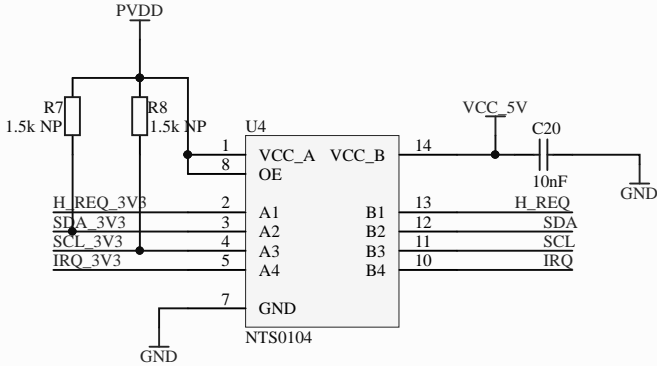 PVDD
R7
1.5k NP
R8
1.5k NP
U4
VCC_5V
C20
10nF
GND
1 VCC_A VCC_B 14
8 OE
H_REQ_3V3 2 A1 B1 13 H_REQ
SDA_3V3 3 A2 B2 12 SDA
SCL_3V3 4 A3 B3 11 SCL
IRQ_3V3 5 A4 B4 10 IRQ
7 GND
NTS0104
GND